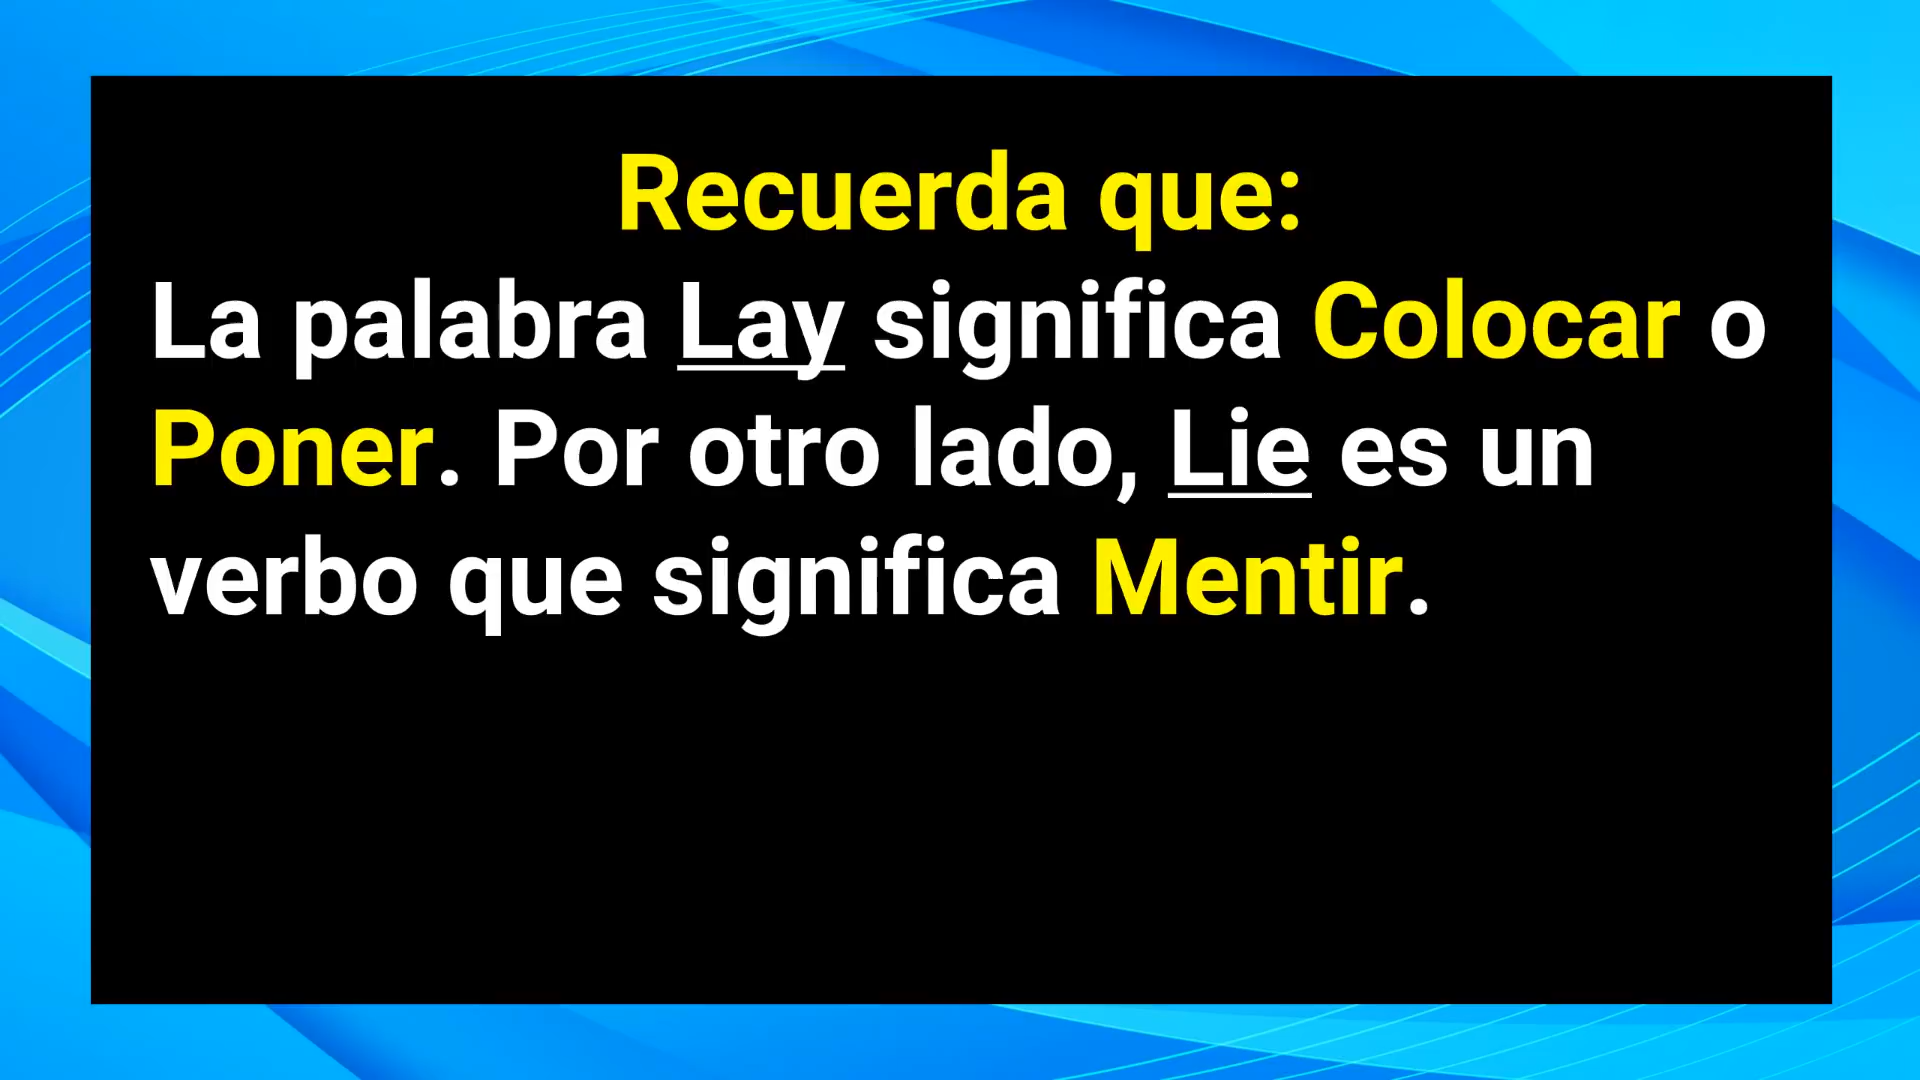 Recuerda que:
La palabra Lay significa Colocar o
Poner. Por otro lado, Lie es un
verbo que significa Mentir.